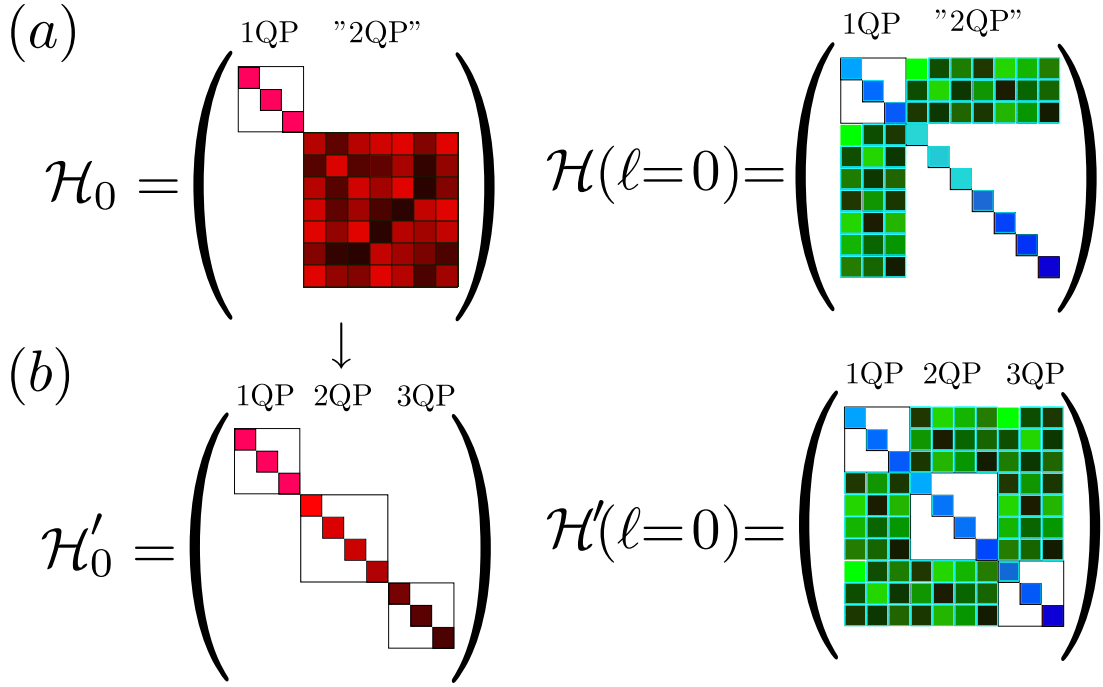 (a)
1QP "2QP"
ℋ₀ =
1QP "2QP"
ℋ(ℓ=0)=
(b)
1QP 2QP 3QP
ℋ′₀ =
1QP 2QP 3QP
ℋ′(ℓ=0)=